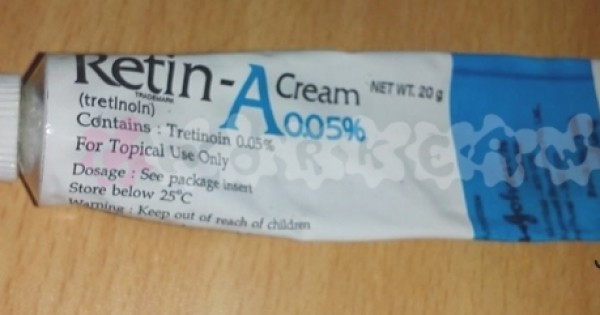 Retin-A Cream NET WT. 20 g
TRADEMARK
(tretinoin)
0.05%
Contains : Tretinoin 0.05%
For Topical Use Only
Dosage : See package insert
Store below 25°C
Warning : Keep out of reach of children